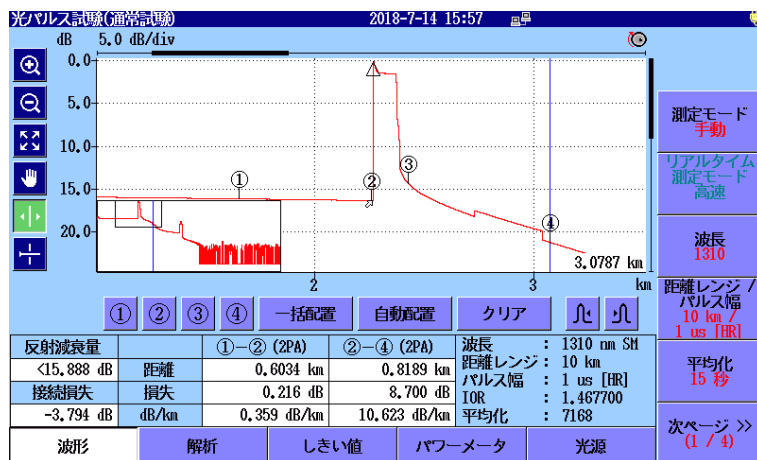 光パルス試験(通常試験) 2018-7-14 15:57
dB 5.0 dB/div
0.0
5.0
10.0
15.0
20.0
① ② ③ ④
3.0787 km
2 3 km
① ② ③ ④ 一括配置 自動配置 クリア
反射減衰量 ①－② (2PA) ②－④ (2PA)
<15.888 dB 距離 0.6034 km 0.8189 km
接続損失 損失 0.216 dB 8.700 dB
-3.794 dB dB/km 0.359 dB/km 10.623 dB/km
波長 : 1310 nm SM
距離レンジ : 10 km
パルス幅 : 1 us [HR]
IOR : 1.467700
平均化 : 7168
波形 解析 しきい値 パワーメータ 光源
測定モード
手動
リアルタイム
測定モード
高速
波長
1310
距離レンジ /
パルス幅
10 km /
1 us [HR]
平均化
15 秒
次ページ >>
(1 / 4)